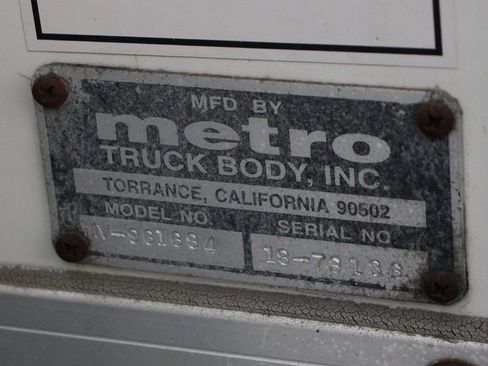 MFD BY
metro
TRUCK BODY, INC.
TORRANCE, CALIFORNIA 90502
MODEL NO. SERIAL NO.